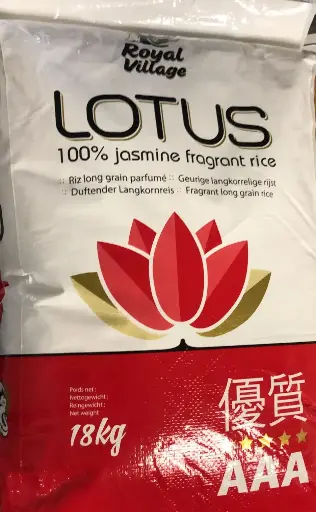 Royal
Village
LOTUS
100% jasmine fragrant rice
:: Riz long grain parfumé :: Geurige langkorrelige rijst
:: Duftender Langkornreis :: Fragrant long grain rice
Poids net :
Nettogewicht :
Reingewicht :
Net weight
18kg
優質
AAA